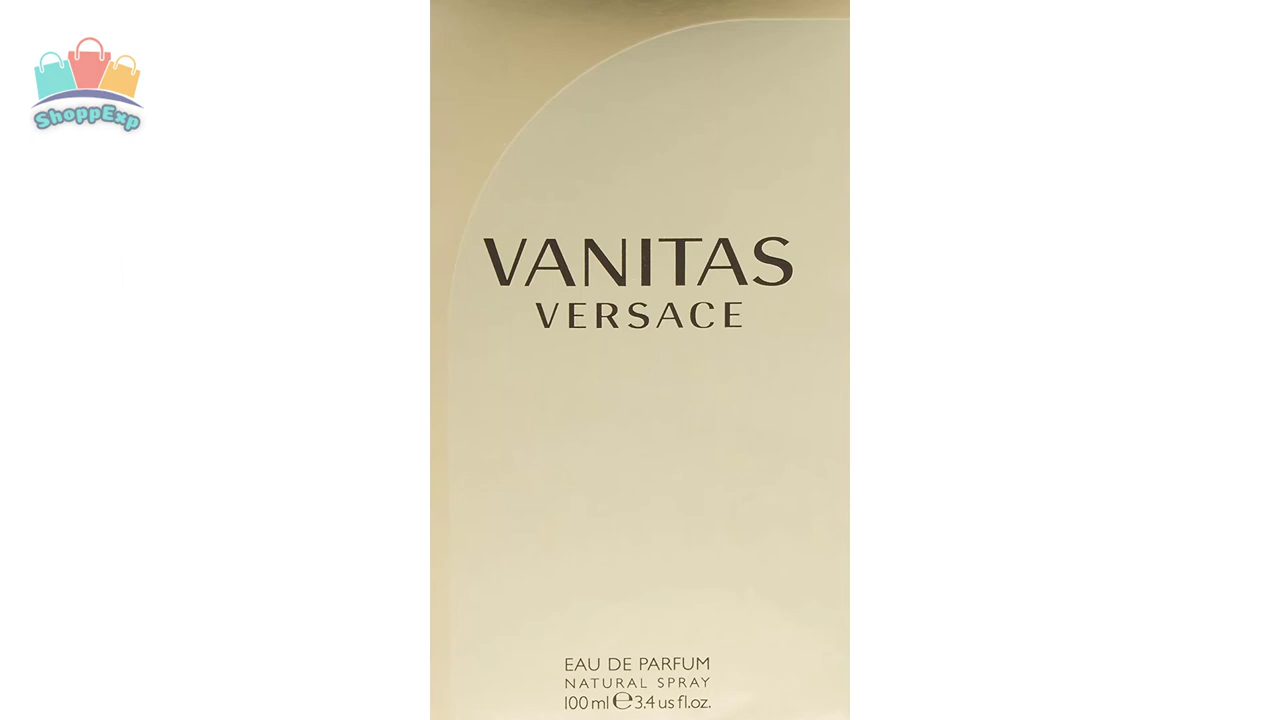 ShoppExp
VANITAS
VERSACE
EAU DE PARFUM
NATURAL SPRAY
100 ml ℮ 3.4 us fl.oz.